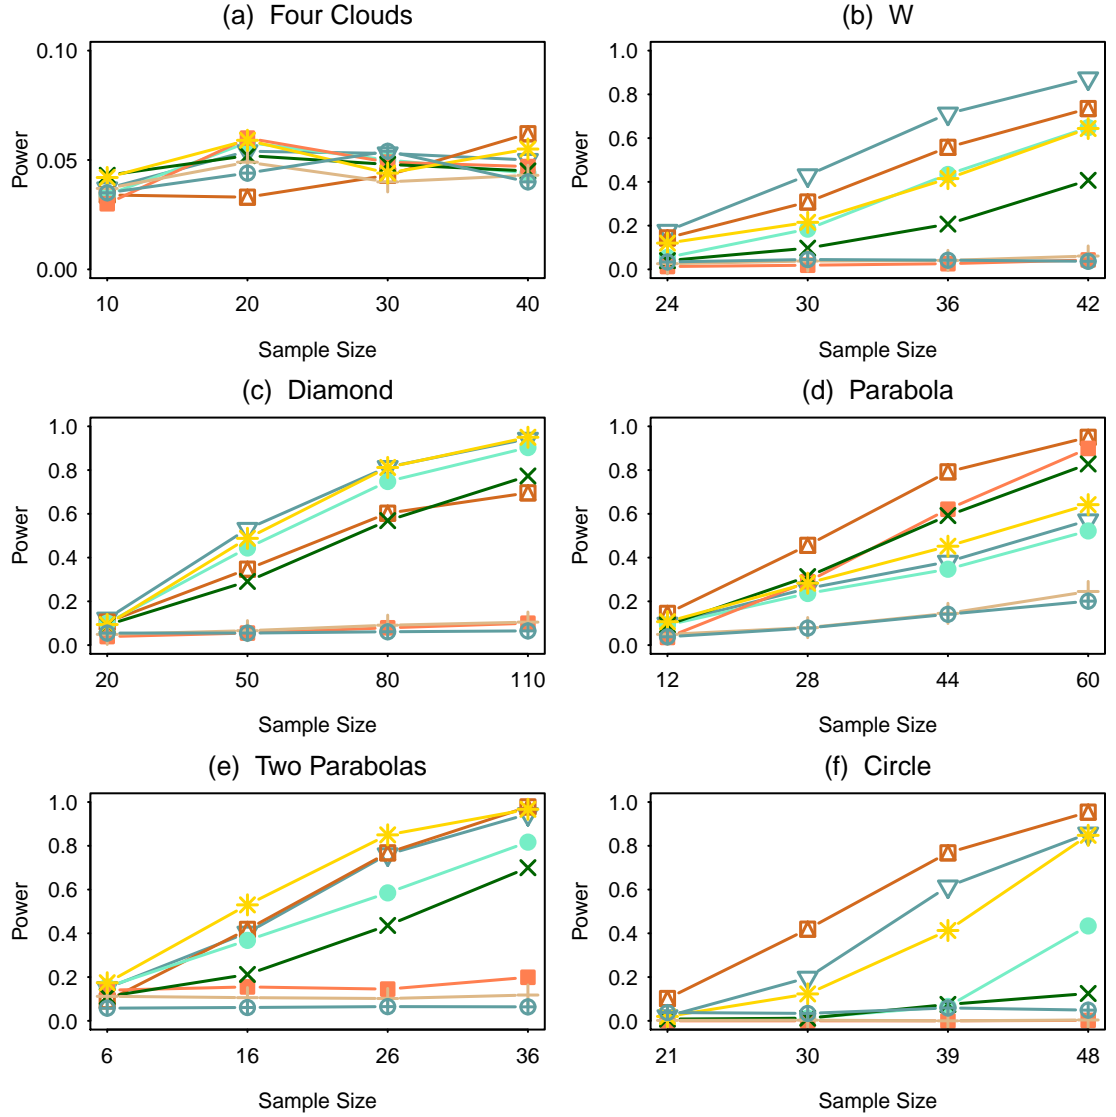 (a) Four Clouds
Power
0.10
0.05
0.00
10 20 30 40
Sample Size
(b) W
Power
1.0
0.8
0.6
0.4
0.2
0.0
24 30 36 42
Sample Size
(c) Diamond
Power
1.0
0.8
0.6
0.4
0.2
0.0
20 50 80 110
Sample Size
(d) Parabola
Power
1.0
0.8
0.6
0.4
0.2
0.0
12 28 44 60
Sample Size
(e) Two Parabolas
Power
1.0
0.8
0.6
0.4
0.2
0.0
6 16 26 36
Sample Size
(f) Circle
Power
1.0
0.8
0.6
0.4
0.2
0.0
21 30 39 48
Sample Size